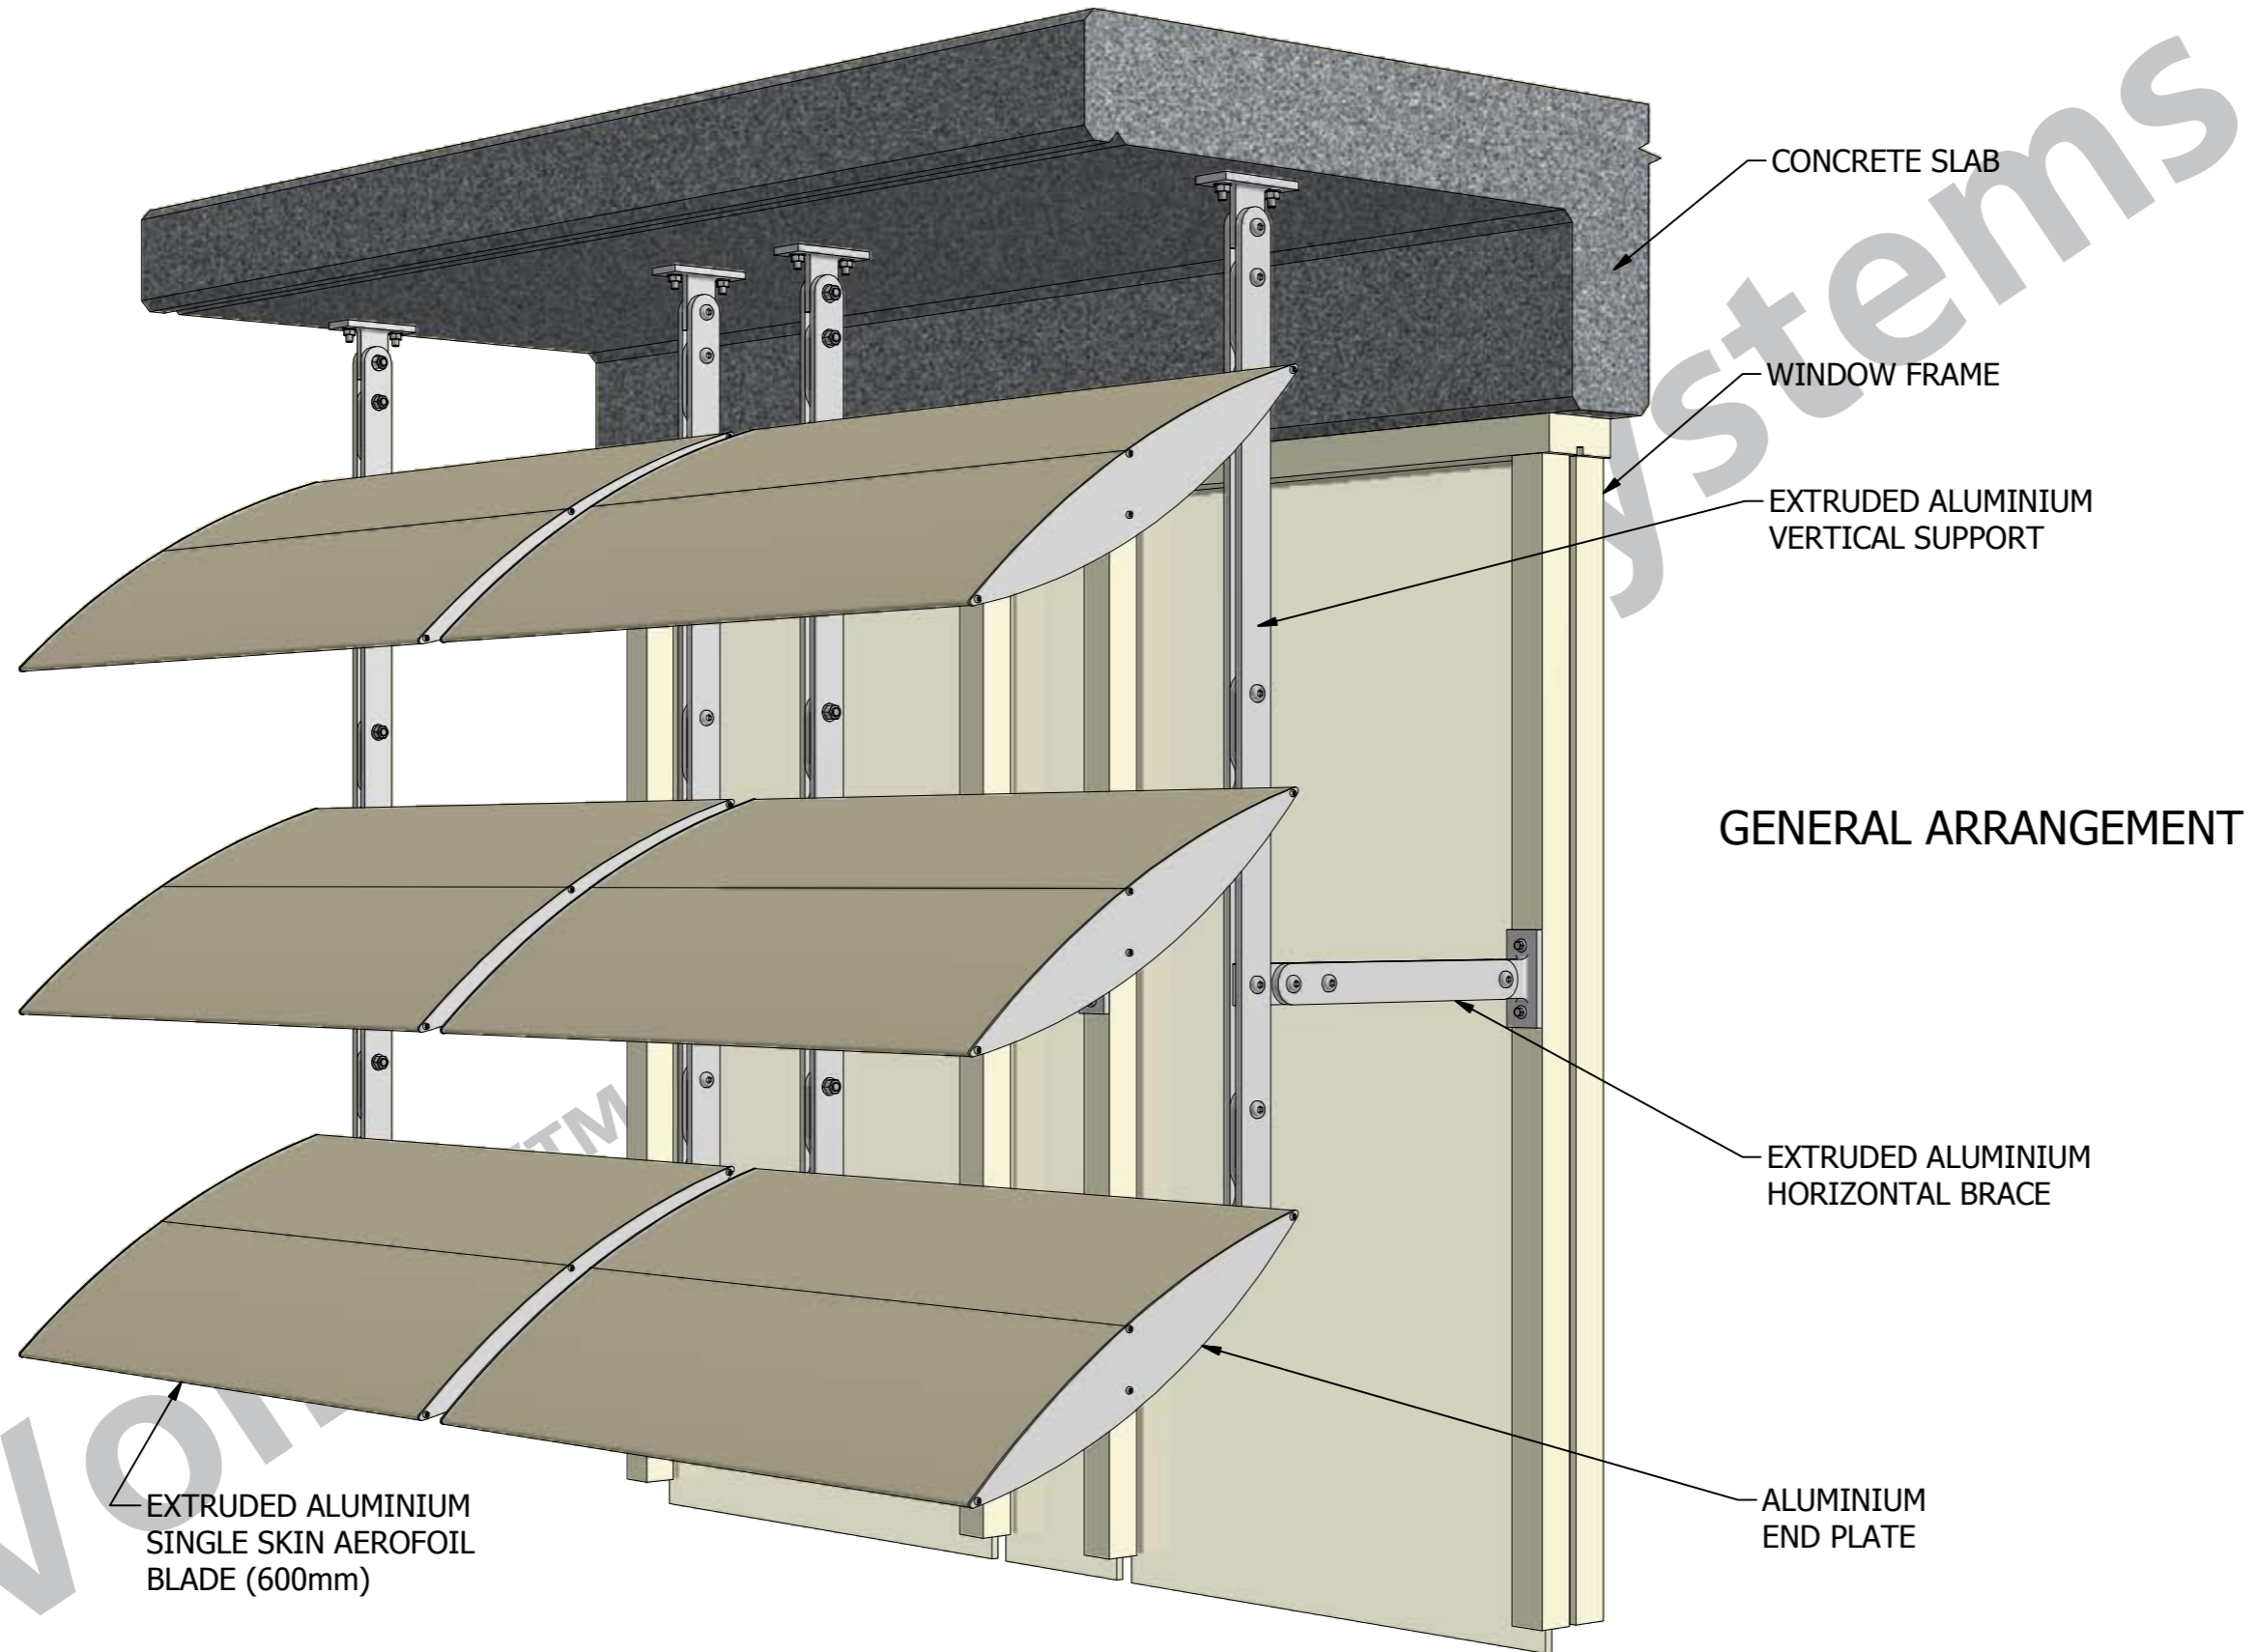 CONCRETE SLAB
WINDOW FRAME
EXTRUDED ALUMINIUM
VERTICAL SUPPORT
GENERAL ARRANGEMENT
EXTRUDED ALUMINIUM
HORIZONTAL BRACE
ALUMINIUM
END PLATE
EXTRUDED ALUMINIUM
SINGLE SKIN AEROFOIL
BLADE (600mm)